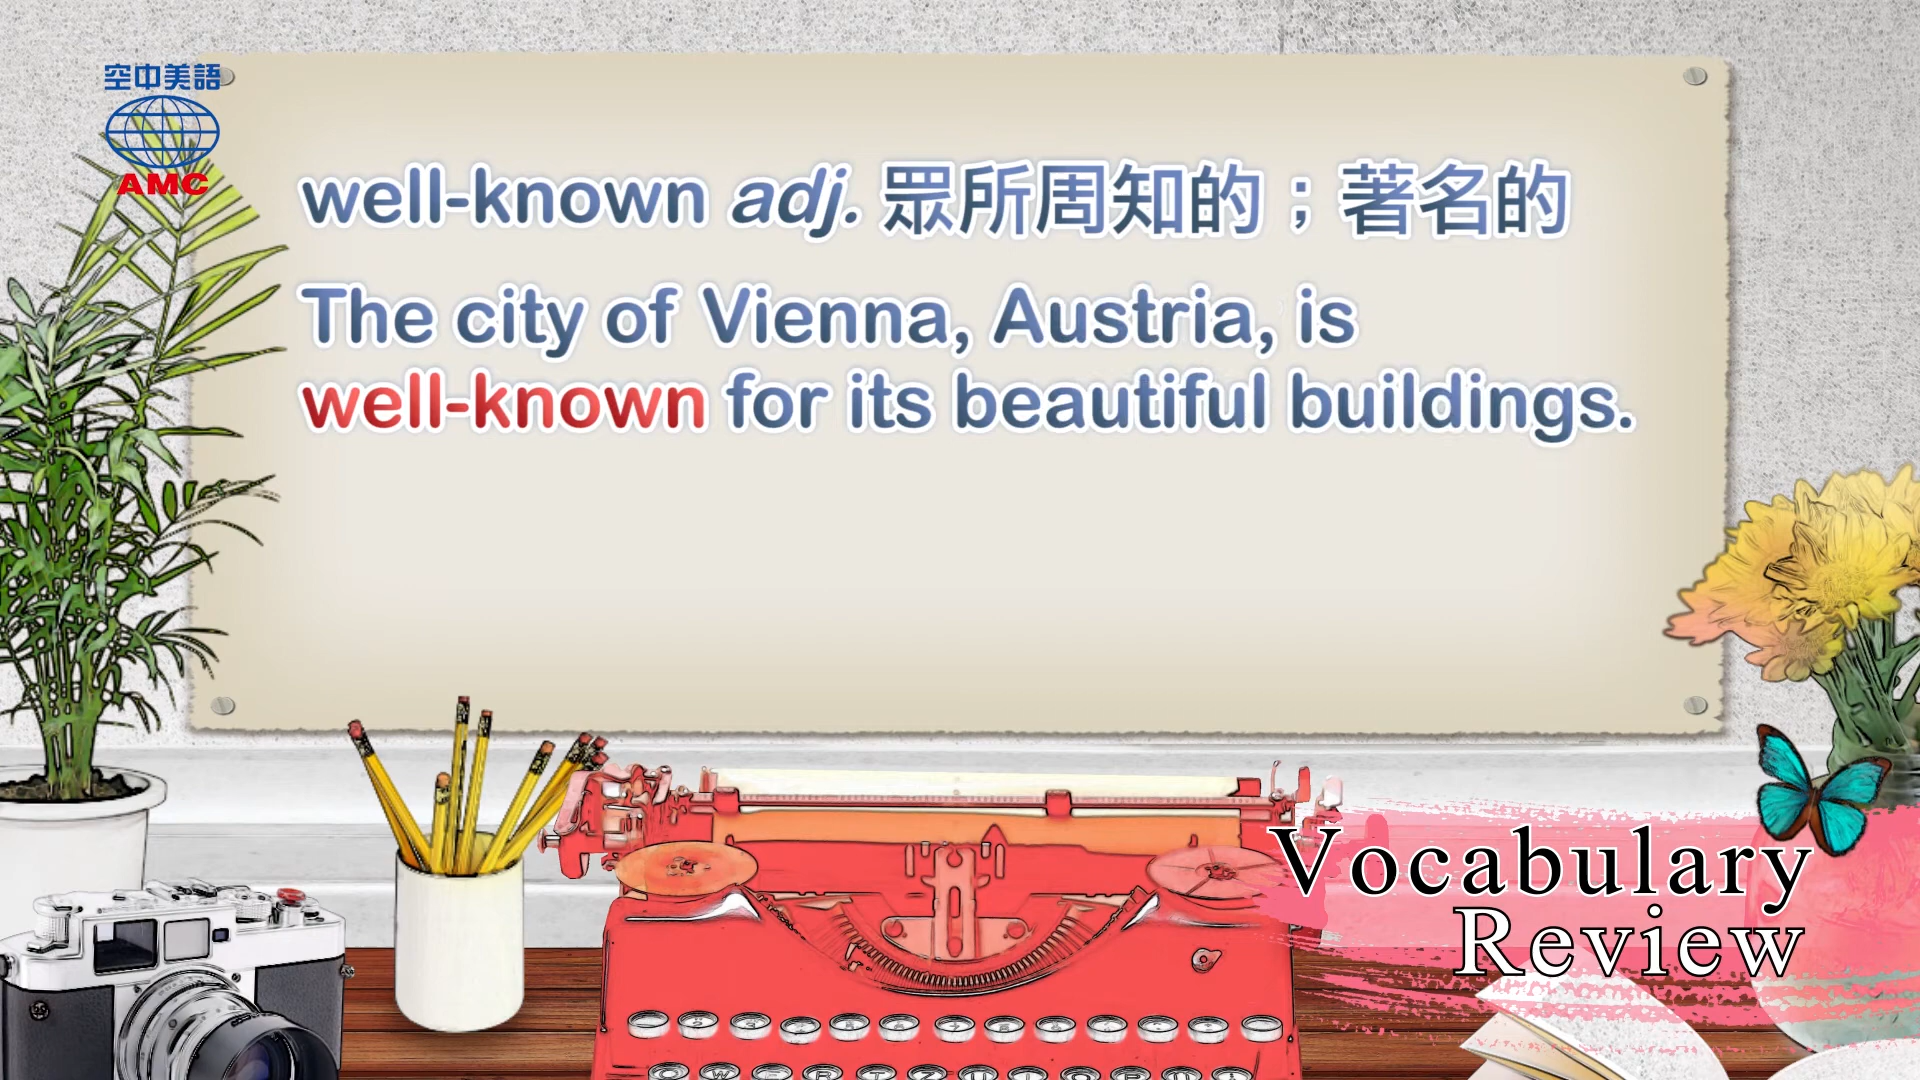 空中美語
AMC
well-known adj. 眾所周知的；著名的
The city of Vienna, Austria, is
well-known for its beautiful buildings.
Vocabulary
Review